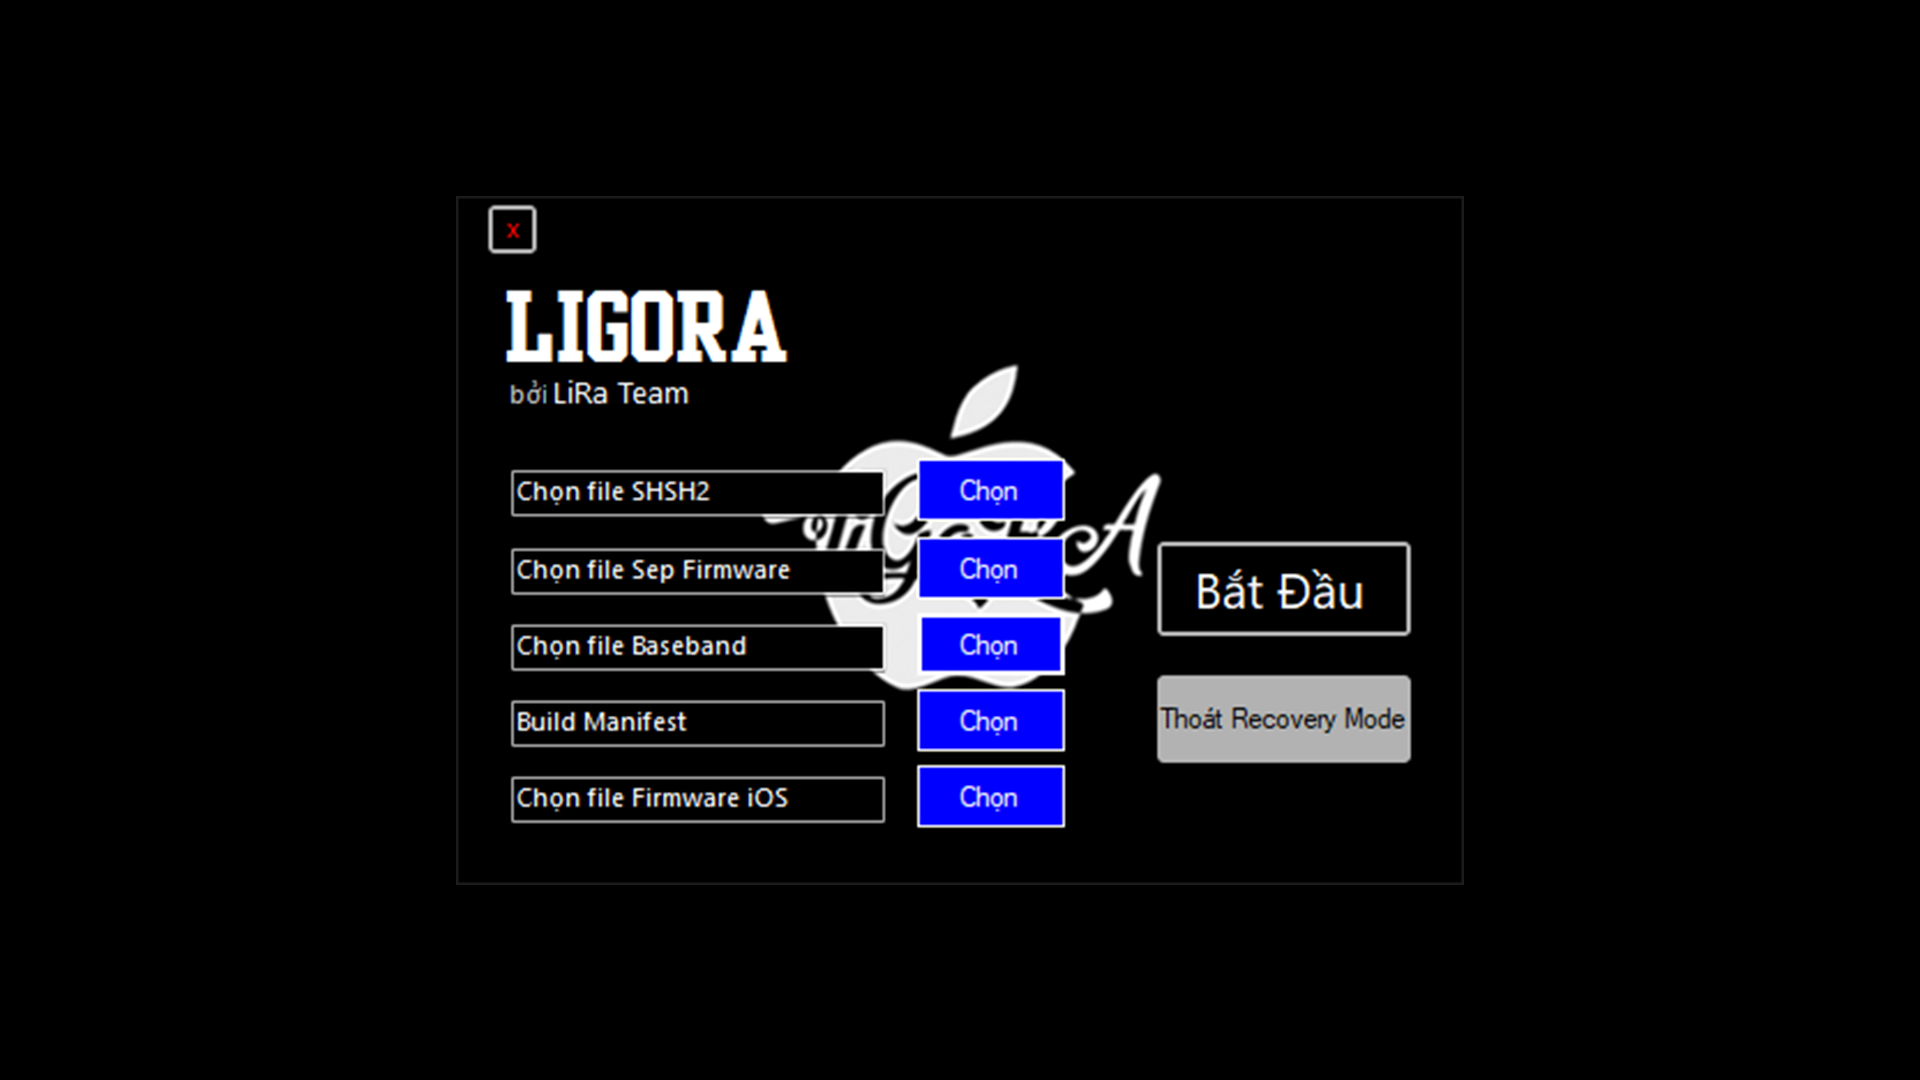 x
LIGORA
bởi LiRa Team
Chọn file SHSH2
Chọn
Chọn file Sep Firmware
Chọn
Bắt Đầu
Chọn file Baseband
Chọn
Thoát Recovery Mode
Build Manifest
Chọn
Chọn file Firmware iOS
Chọn